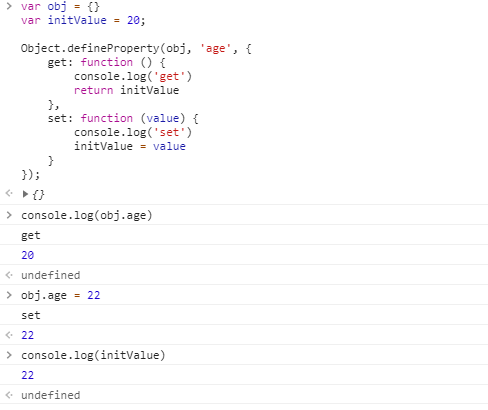 > var obj = {}
var initValue = 20;
Object.defineProperty(obj, 'age', {
    get: function () {
        console.log('get')
        return initValue
    },
    set: function (value) {
        console.log('set')
        initValue = value
    }
});
▶ {}
> console.log(obj.age)
get
20
undefined
> obj.age = 22
set
22
> console.log(initValue)
22
undefined